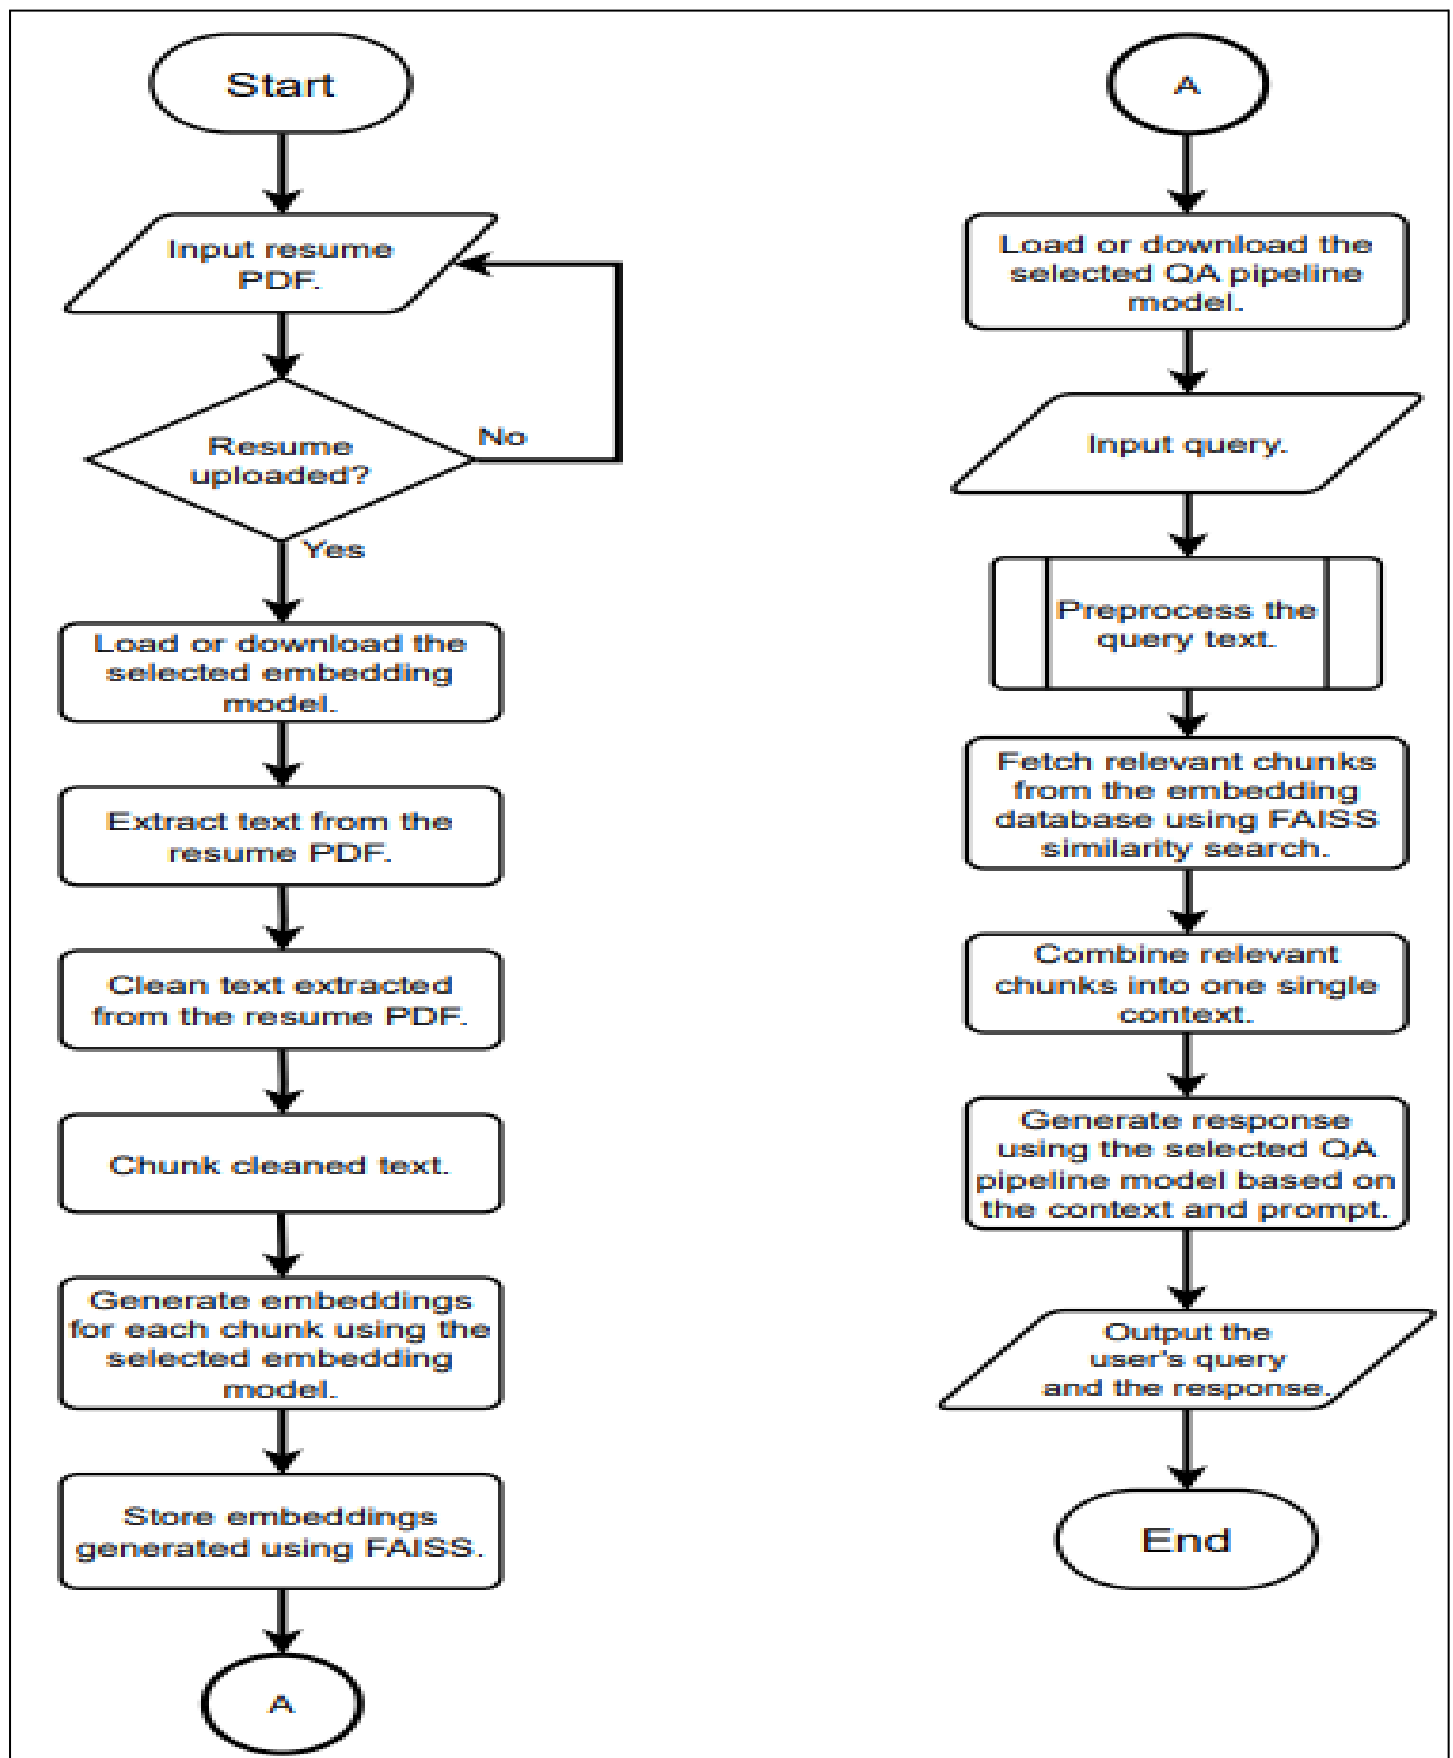 Start
Input resume
PDF.
Resume
uploaded?
No
Yes
Load or download the
selected embedding
model.
Extract text from the
resume PDF.
Clean text extracted
from the resume PDF.
Chunk cleaned text.
Generate embeddings
for each chunk using the
selected embedding
model.
Store embeddings
generated using FAISS.
A
A
Load or download the
selected QA pipeline
model.
Input query.
Preprocess the
query text.
Fetch relevant chunks
from the embedding
database using FAISS
similarity search.
Combine relevant
chunks into one single
context.
Generate response
using the selected QA
pipeline model based on
the context and prompt.
Output the
user's query
and the response.
End